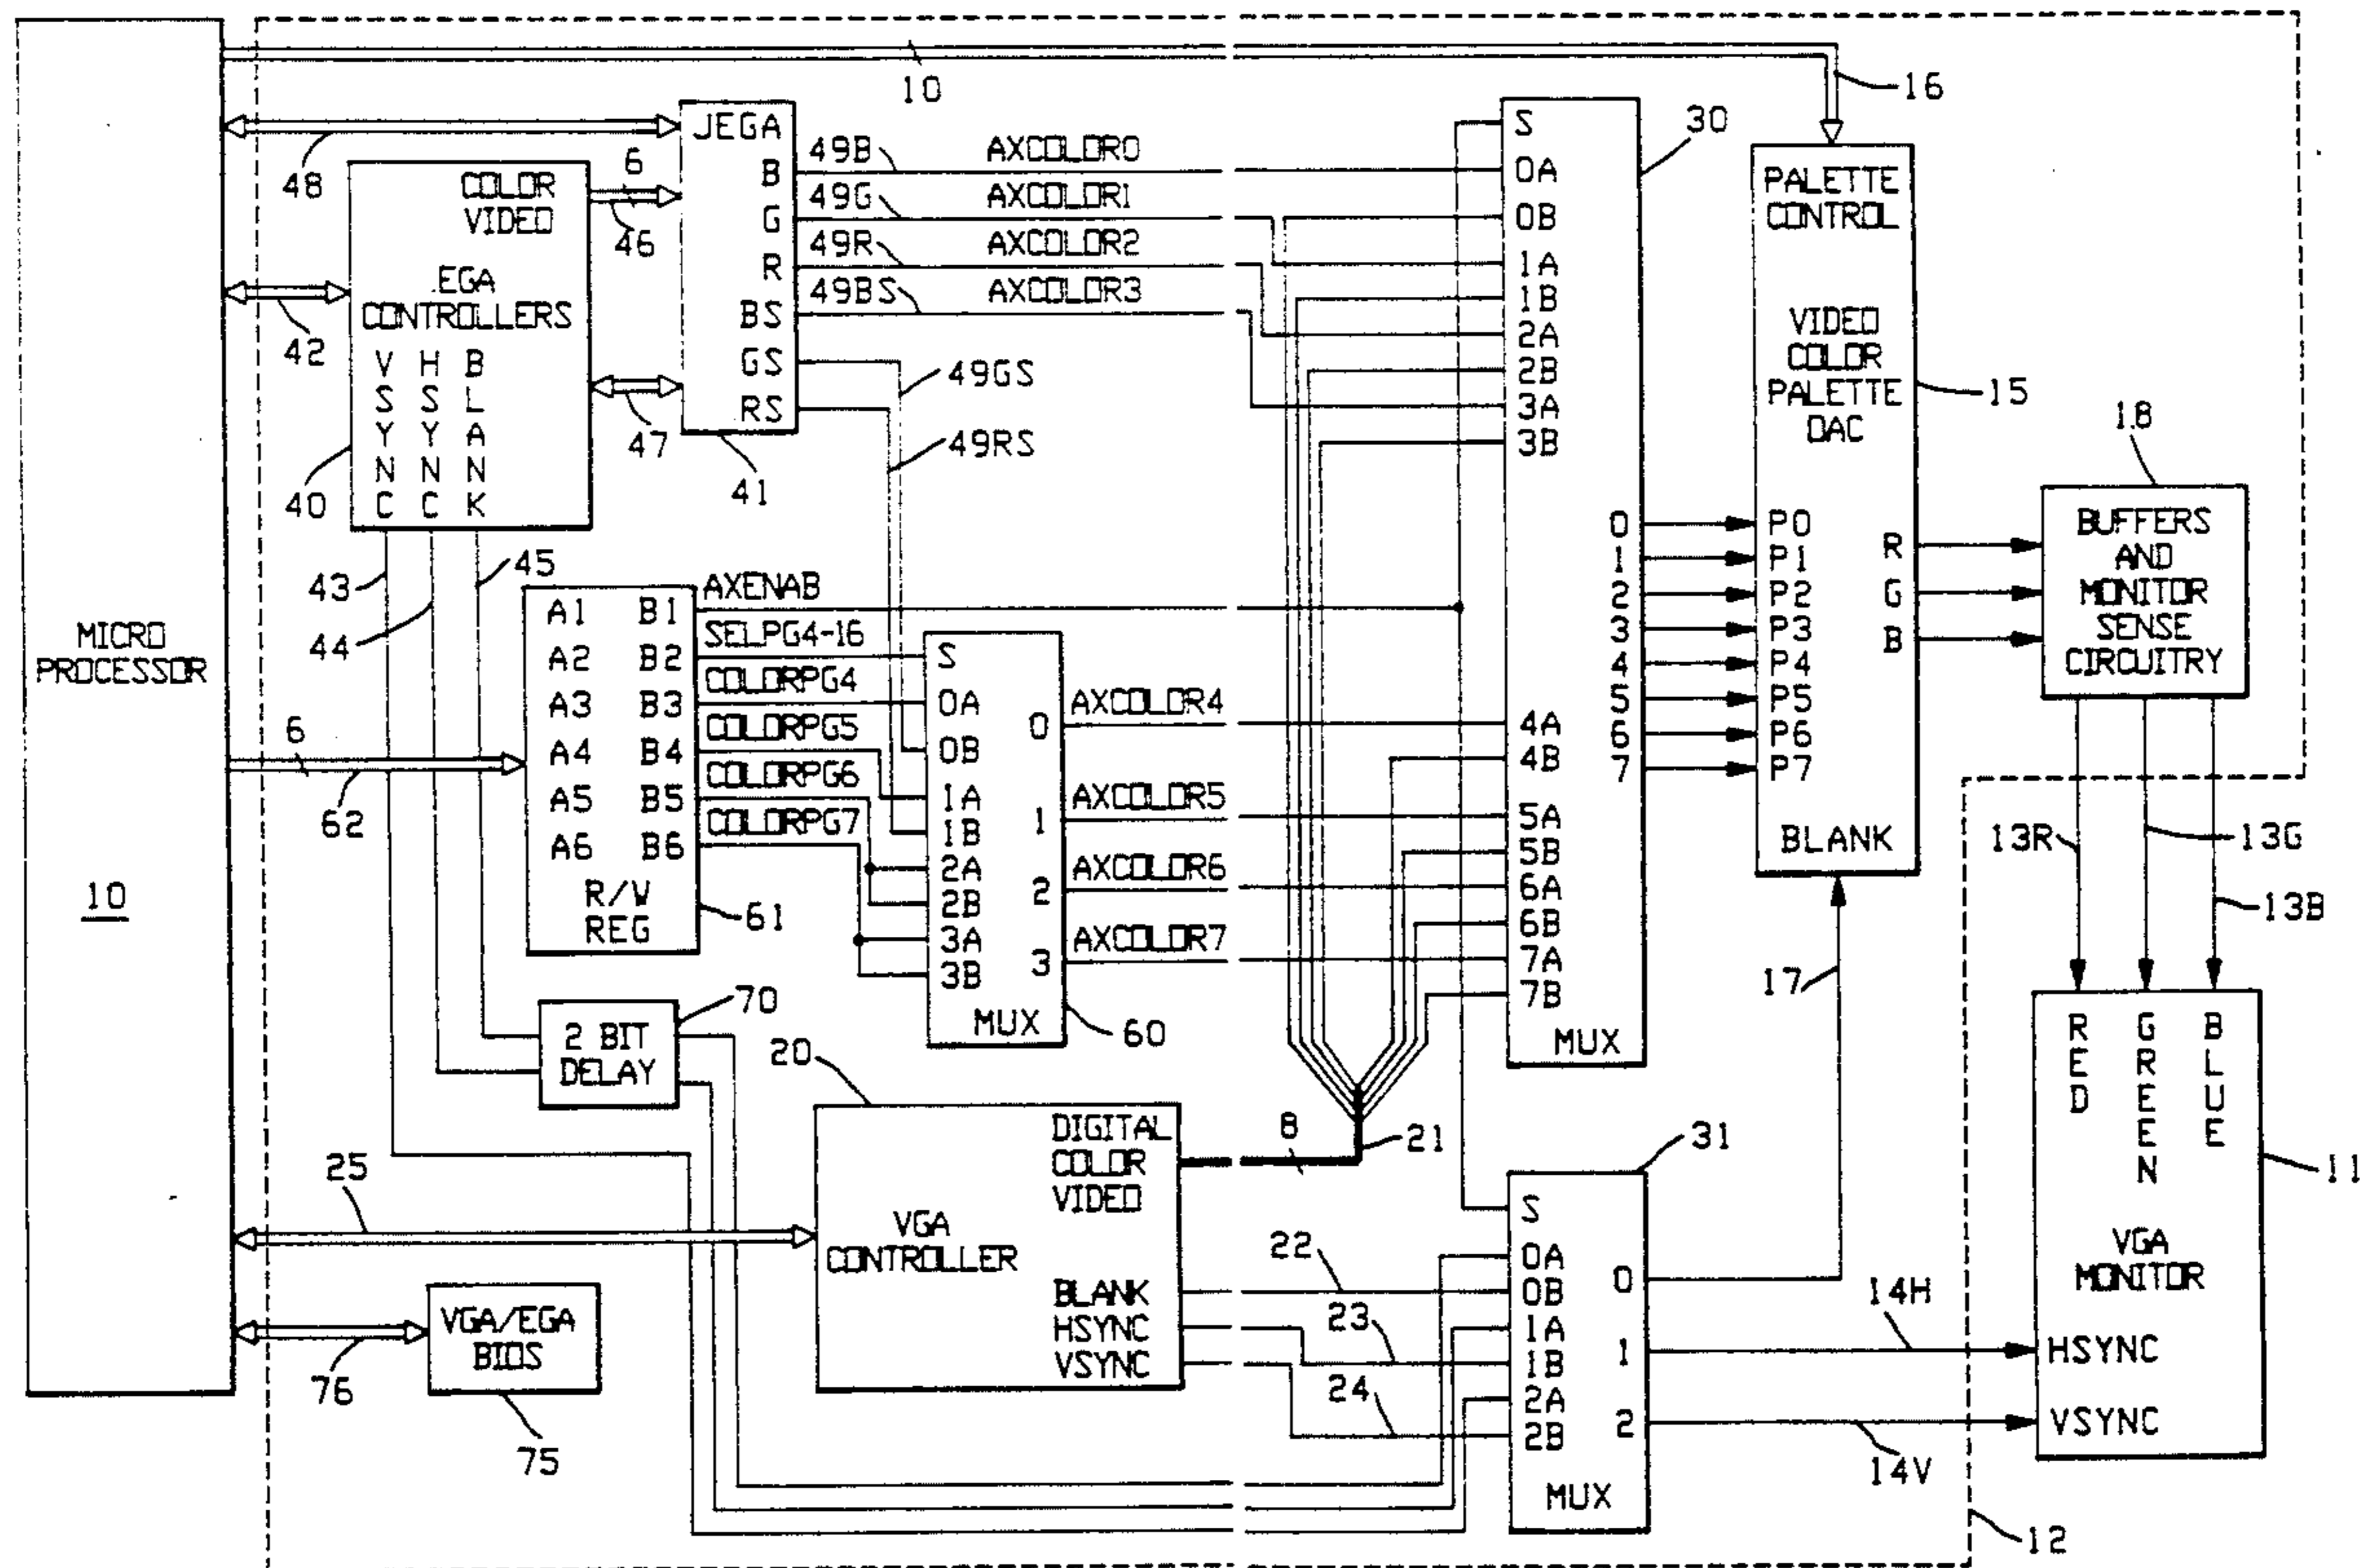 MICRO
PROCESSOR
10
10
16
48
JEGA
B
G
R
BS
GS
RS
41
6
46
47
42
COLOR
VIDEO
EGA
CONTROLLERS
VSYNC
HSYNC
BLANK
40
43
44
45
49B
AXCOLOR0
49G
AXCOLOR1
49R
AXCOLOR2
49BS
AXCOLOR3
49GS
49RS
6
62
A1 B1
A2 B2
A3 B3
A4 B4
A5 B5
A6 B6
R/W
REG
61
AXENAB
SELPG4-16
COLORPG4
COLORPG5
COLORPG6
COLORPG7
S
0A
0B
1A
1B
2A
2B
3A
3B
0
1
2
3
MUX
60
AXCOLOR4
AXCOLOR5
AXCOLOR6
AXCOLOR7
S
0A
0B
1A
1B
2A
2B
3A
3B
4A
4B
5A
5B
6A
6B
7A
7B
0
1
2
3
4
5
6
7
MUX
30
PALETTE
CONTROL
VIDEO
COLOR
PALETTE
DAC
P0
P1
P2
P3
P4
P5
P6
P7
R
G
B
BLANK
15
17
18
BUFFERS
AND
MONITOR
SENSE
CIRCUITRY
13R
13G
13B
RED
GREEN
BLUE
VGA
MONITOR
HSYNC
VSYNC
11
2 BIT
DELAY
70
20
DIGITAL
COLOR
VIDEO
VGA
CONTROLLER
BLANK
HSYNC
VSYNC
8
21
22
23
24
25
VGA/EGA
BIOS
75
76
S
0A
0B
1A
1B
2A
2B
0
1
2
MUX
31
14H
14V
12